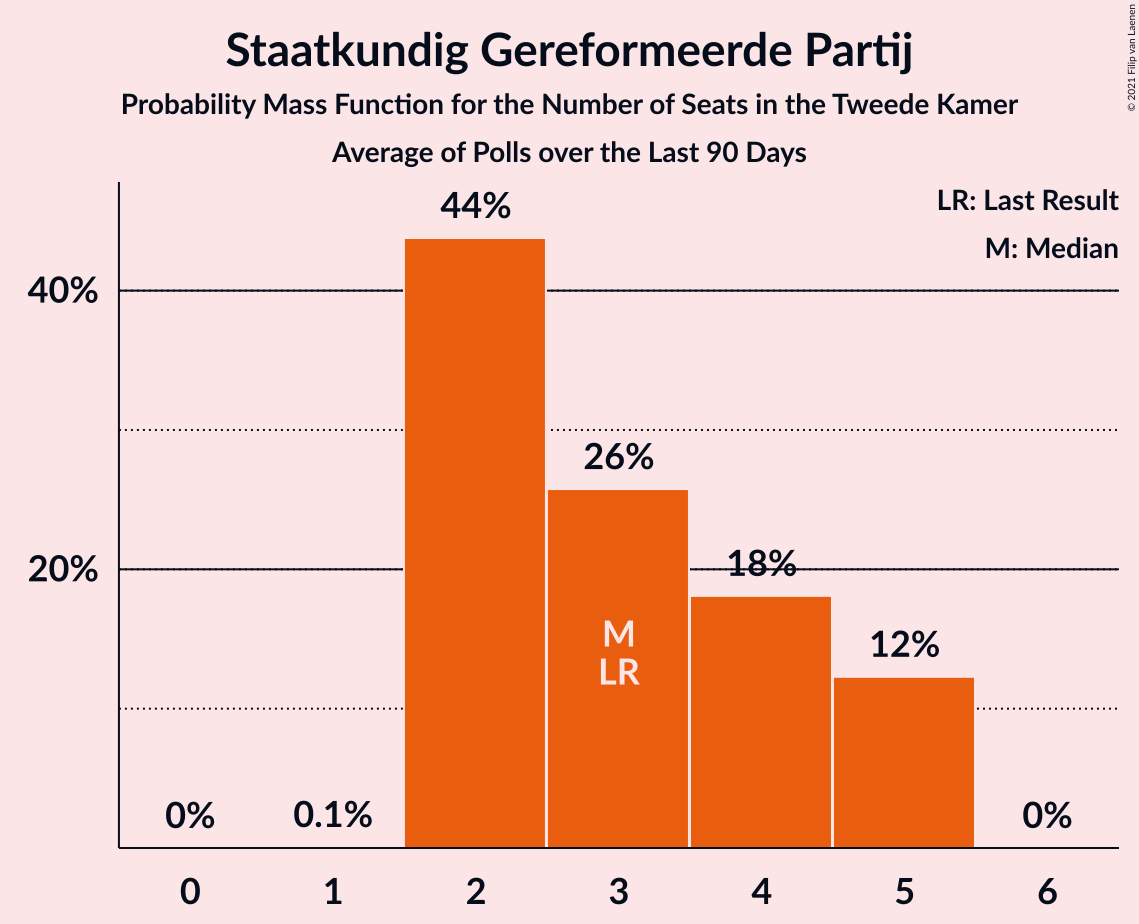 Staatkundig Gereformeerde Partij
Probability Mass Function for the Number of Seats in the Tweede Kamer
Average of Polls over the Last 90 Days
© 2021 Filip van Laenen
LR: Last Result
M: Median
44%
40%
26%
20%
18%
M
LR
12%
0%
0.1%
0%
0
1
2
3
4
5
6